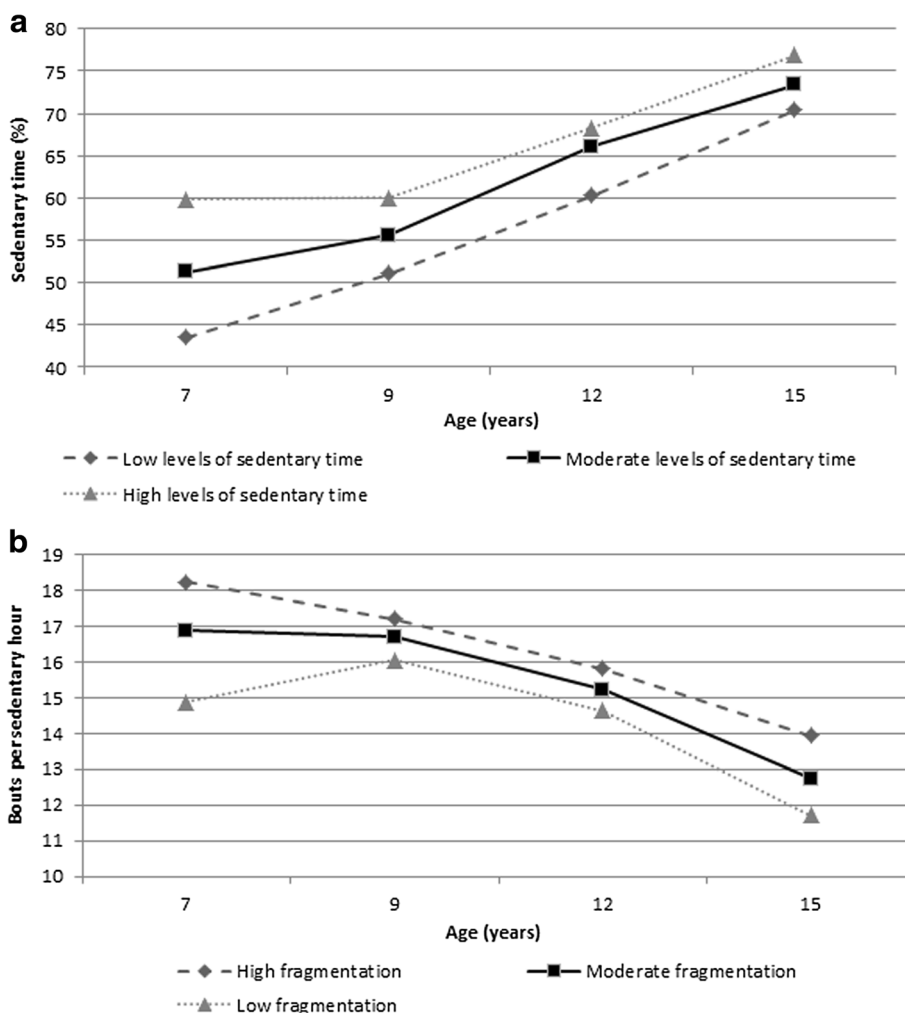 a
80
75
70
65
60
55
50
45
40
Sedentary time (%)
7 9 12 15
Age (years)
Low levels of sedentary time Moderate levels of sedentary time
High levels of sedentary time
b
19
18
17
16
15
14
13
12
11
10
Bouts persedentary hour
7 9 12 15
Age (years)
High fragmentation Moderate fragmentation
Low fragmentation